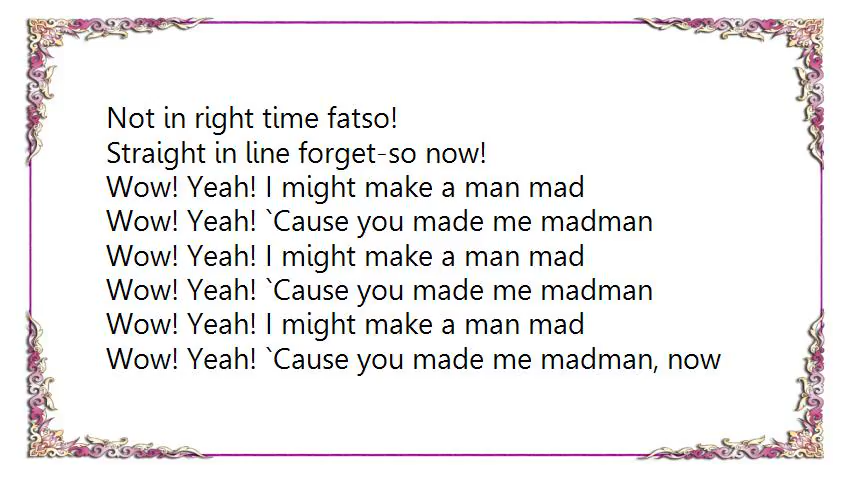 Not in right time fatso!
Straight in line forget-so now!
Wow! Yeah! I might make a man mad
Wow! Yeah! `Cause you made me madman
Wow! Yeah! I might make a man mad
Wow! Yeah! `Cause you made me madman
Wow! Yeah! I might make a man mad
Wow! Yeah! `Cause you made me madman, now